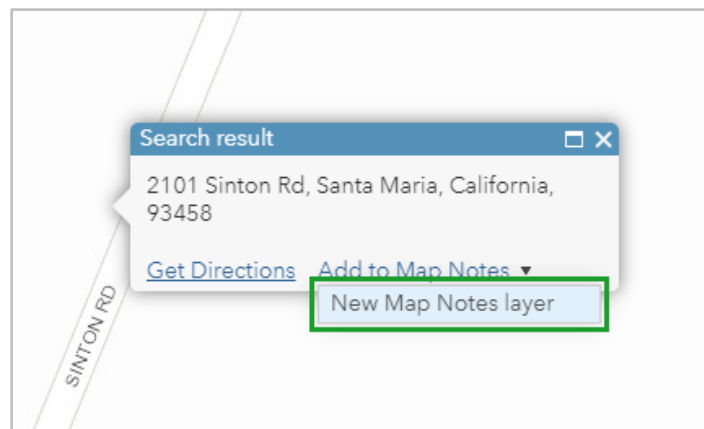 Search result
2101 Sinton Rd, Santa Maria, California,
93458
Get Directions Add to Map Notes
New Map Notes layer
SINTON RD